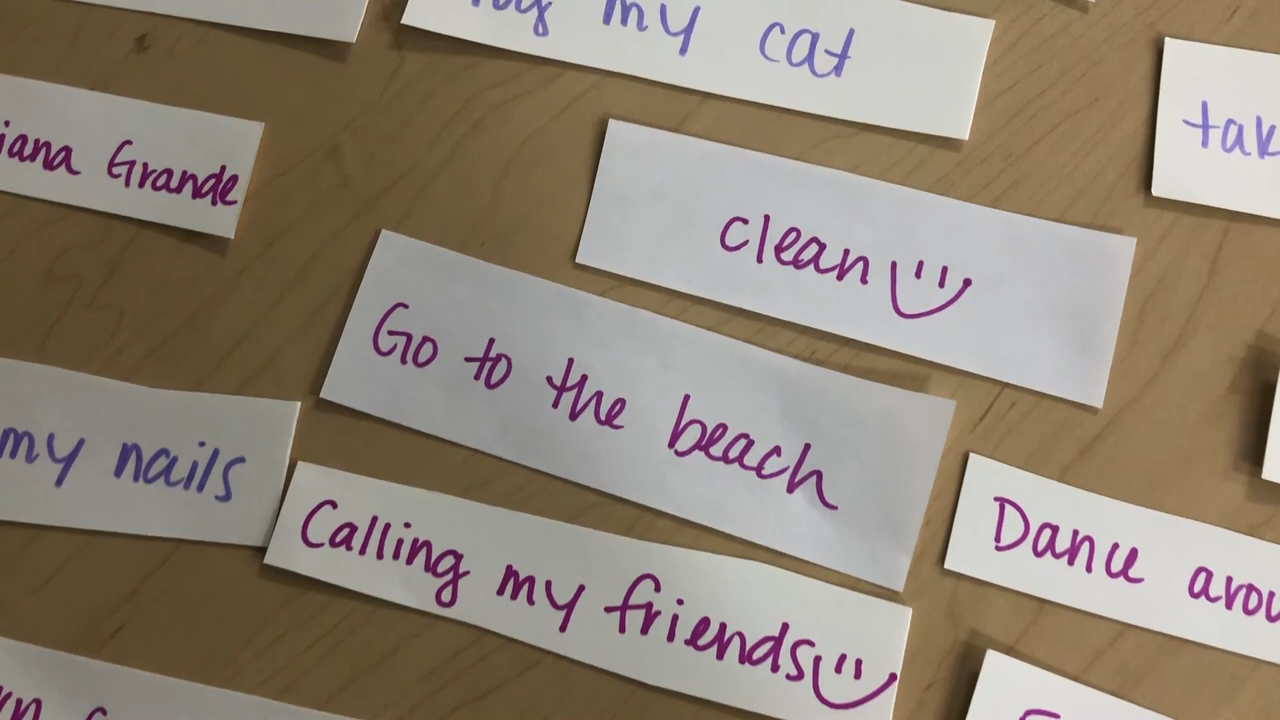 my cat
tak
iana Grande
clean
Go to the beach
my nails
Calling my friends
Dance arou